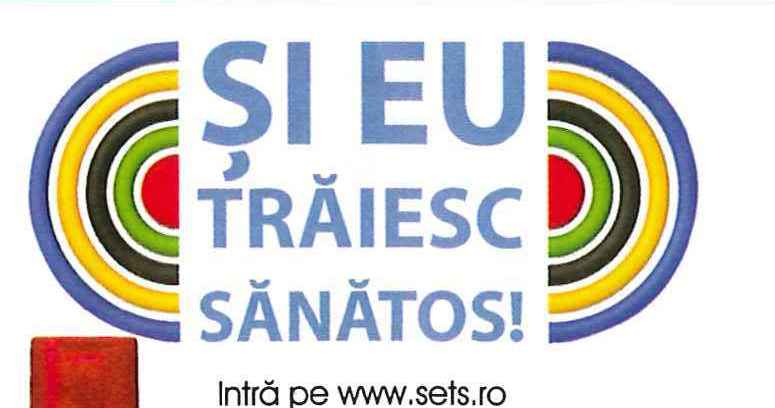 ȘI EU
TRĂIESC
SĂNĂTOS!
Intră pe www.sets.ro